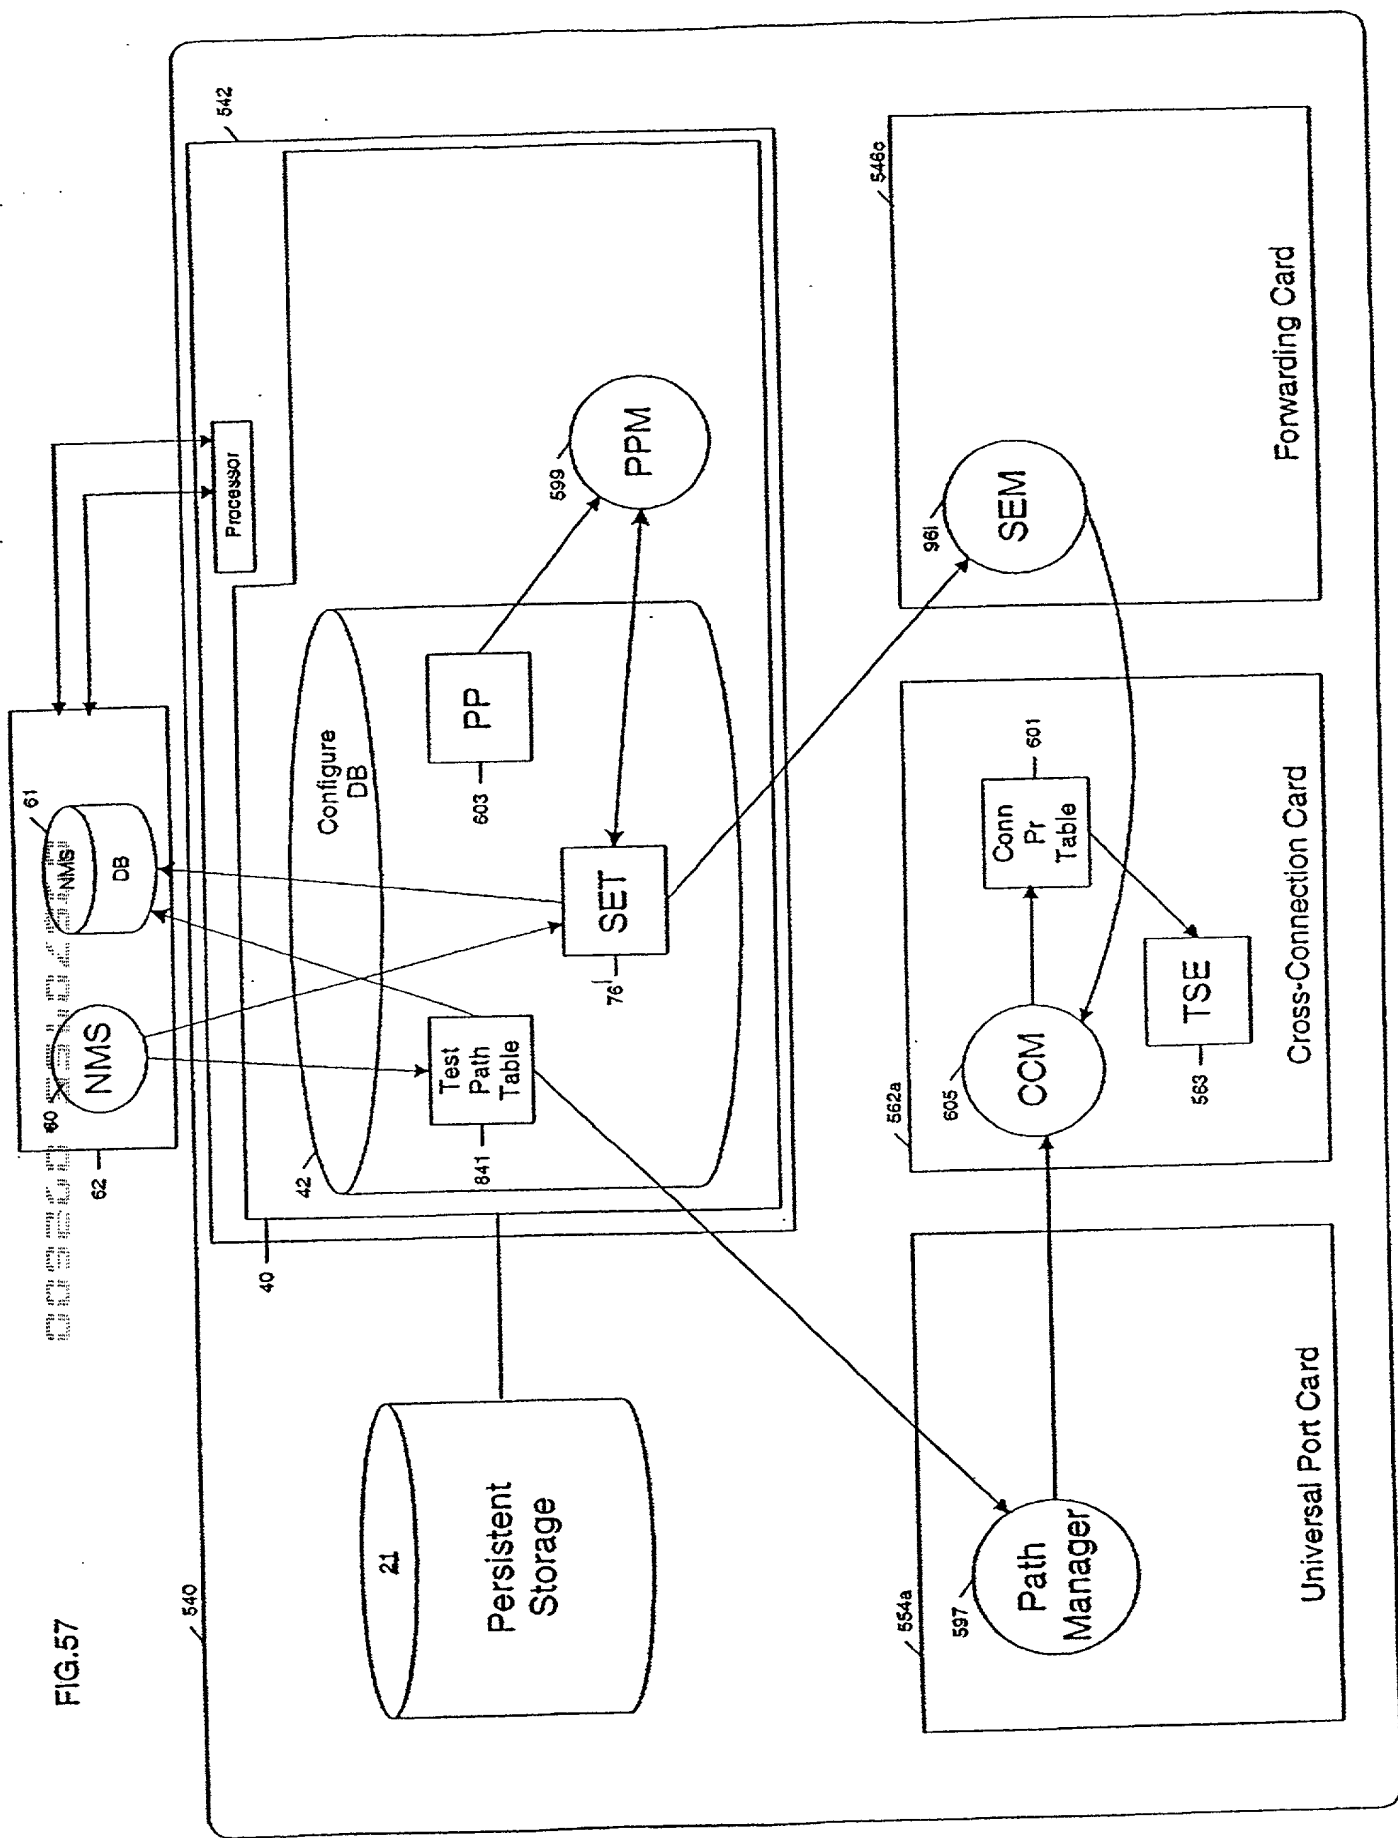 FIG.57
540
21
Persistent
Storage
62
60
NMS
61
NMS
DB
Processor
542
40
42
Configure
DB
841
Test
Path
Table
76'
SET
603
PP
599
PPM
554a
597
Path
Manager
Universal Port Card
562a
605
CCM
601
Conn
Pr
Table
563
TSE
Cross-Connection Card
546c
96i
SEM
Forwarding Card